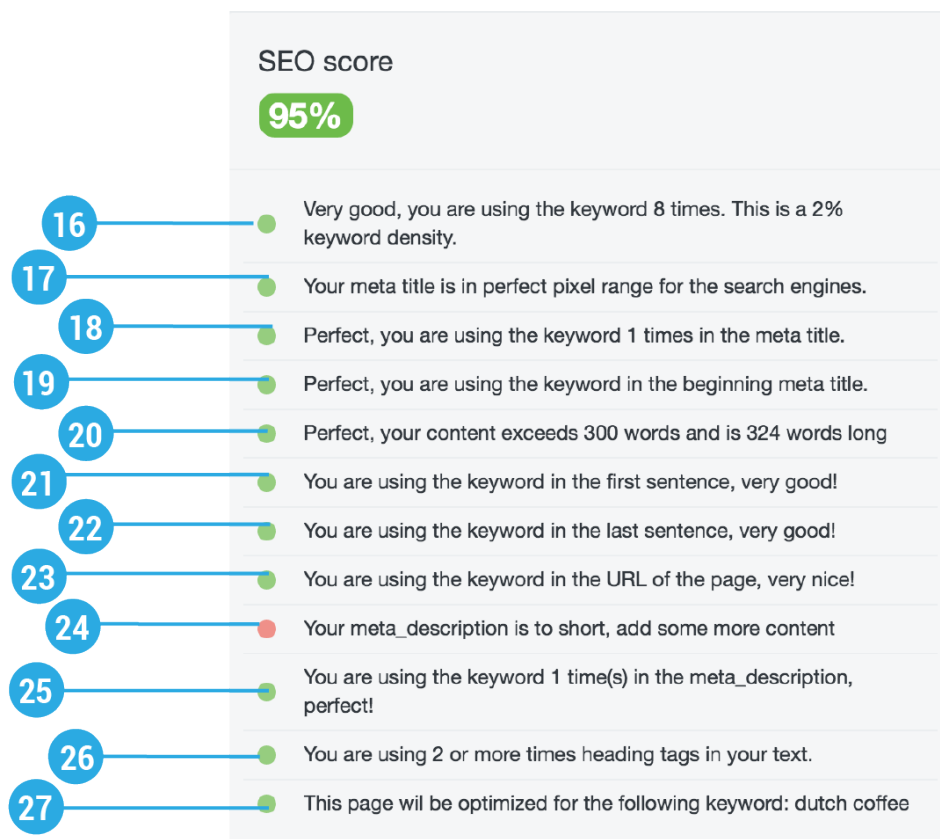 SEO score
95%
16
Very good, you are using the keyword 8 times. This is a 2%
keyword density.
17
Your meta title is in perfect pixel range for the search engines.
18
Perfect, you are using the keyword 1 times in the meta title.
19
Perfect, you are using the keyword in the beginning meta title.
20
Perfect, your content exceeds 300 words and is 324 words long
21
You are using the keyword in the first sentence, very good!
22
You are using the keyword in the last sentence, very good!
23
You are using the keyword in the URL of the page, very nice!
24
Your meta_description is to short, add some more content
25
You are using the keyword 1 time(s) in the meta_description,
perfect!
26
You are using 2 or more times heading tags in your text.
27
This page wil be optimized for the following keyword: dutch coffee